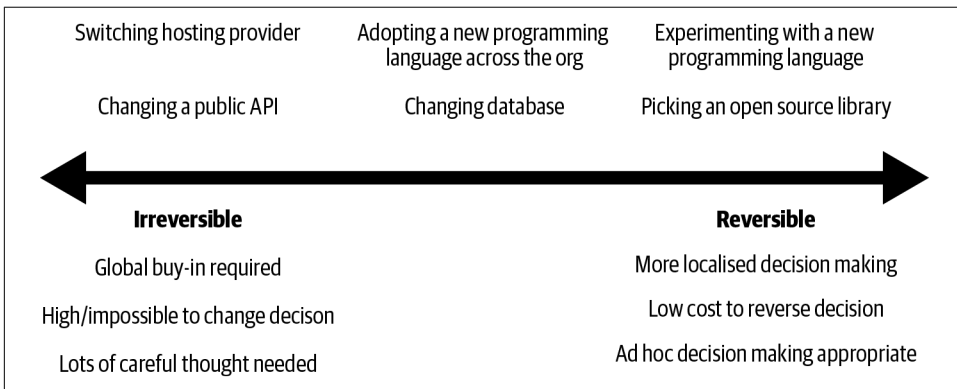 Switching hosting provider
Adopting a new programming
language across the org
Experimenting with a new
programming language
Changing a public API
Changing database
Picking an open source library
Irreversible
Reversible
Global buy-in required
More localised decision making
High/impossible to change decison
Low cost to reverse decision
Lots of careful thought needed
Ad hoc decision making appropriate